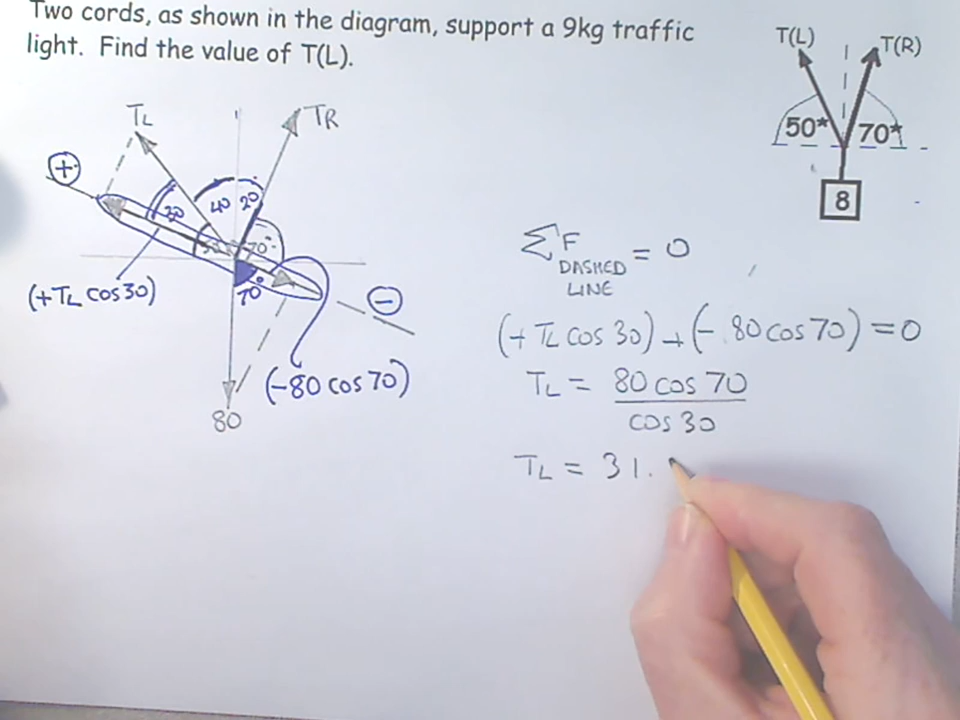 Two cords, as shown in the diagram, support a 9kg traffic
light. Find the value of T(L).
T(L)
T(R)
50*
70*
8
TL
TR
+
30
40
20
50
70°
70°
(+TL cos 30)
−
(−80 cos 70)
80
ΣF = 0
DASHED
LINE
(+ TL cos 30) + (− 80 cos 70) = 0
TL = 80 cos 70
cos 30
TL = 31.